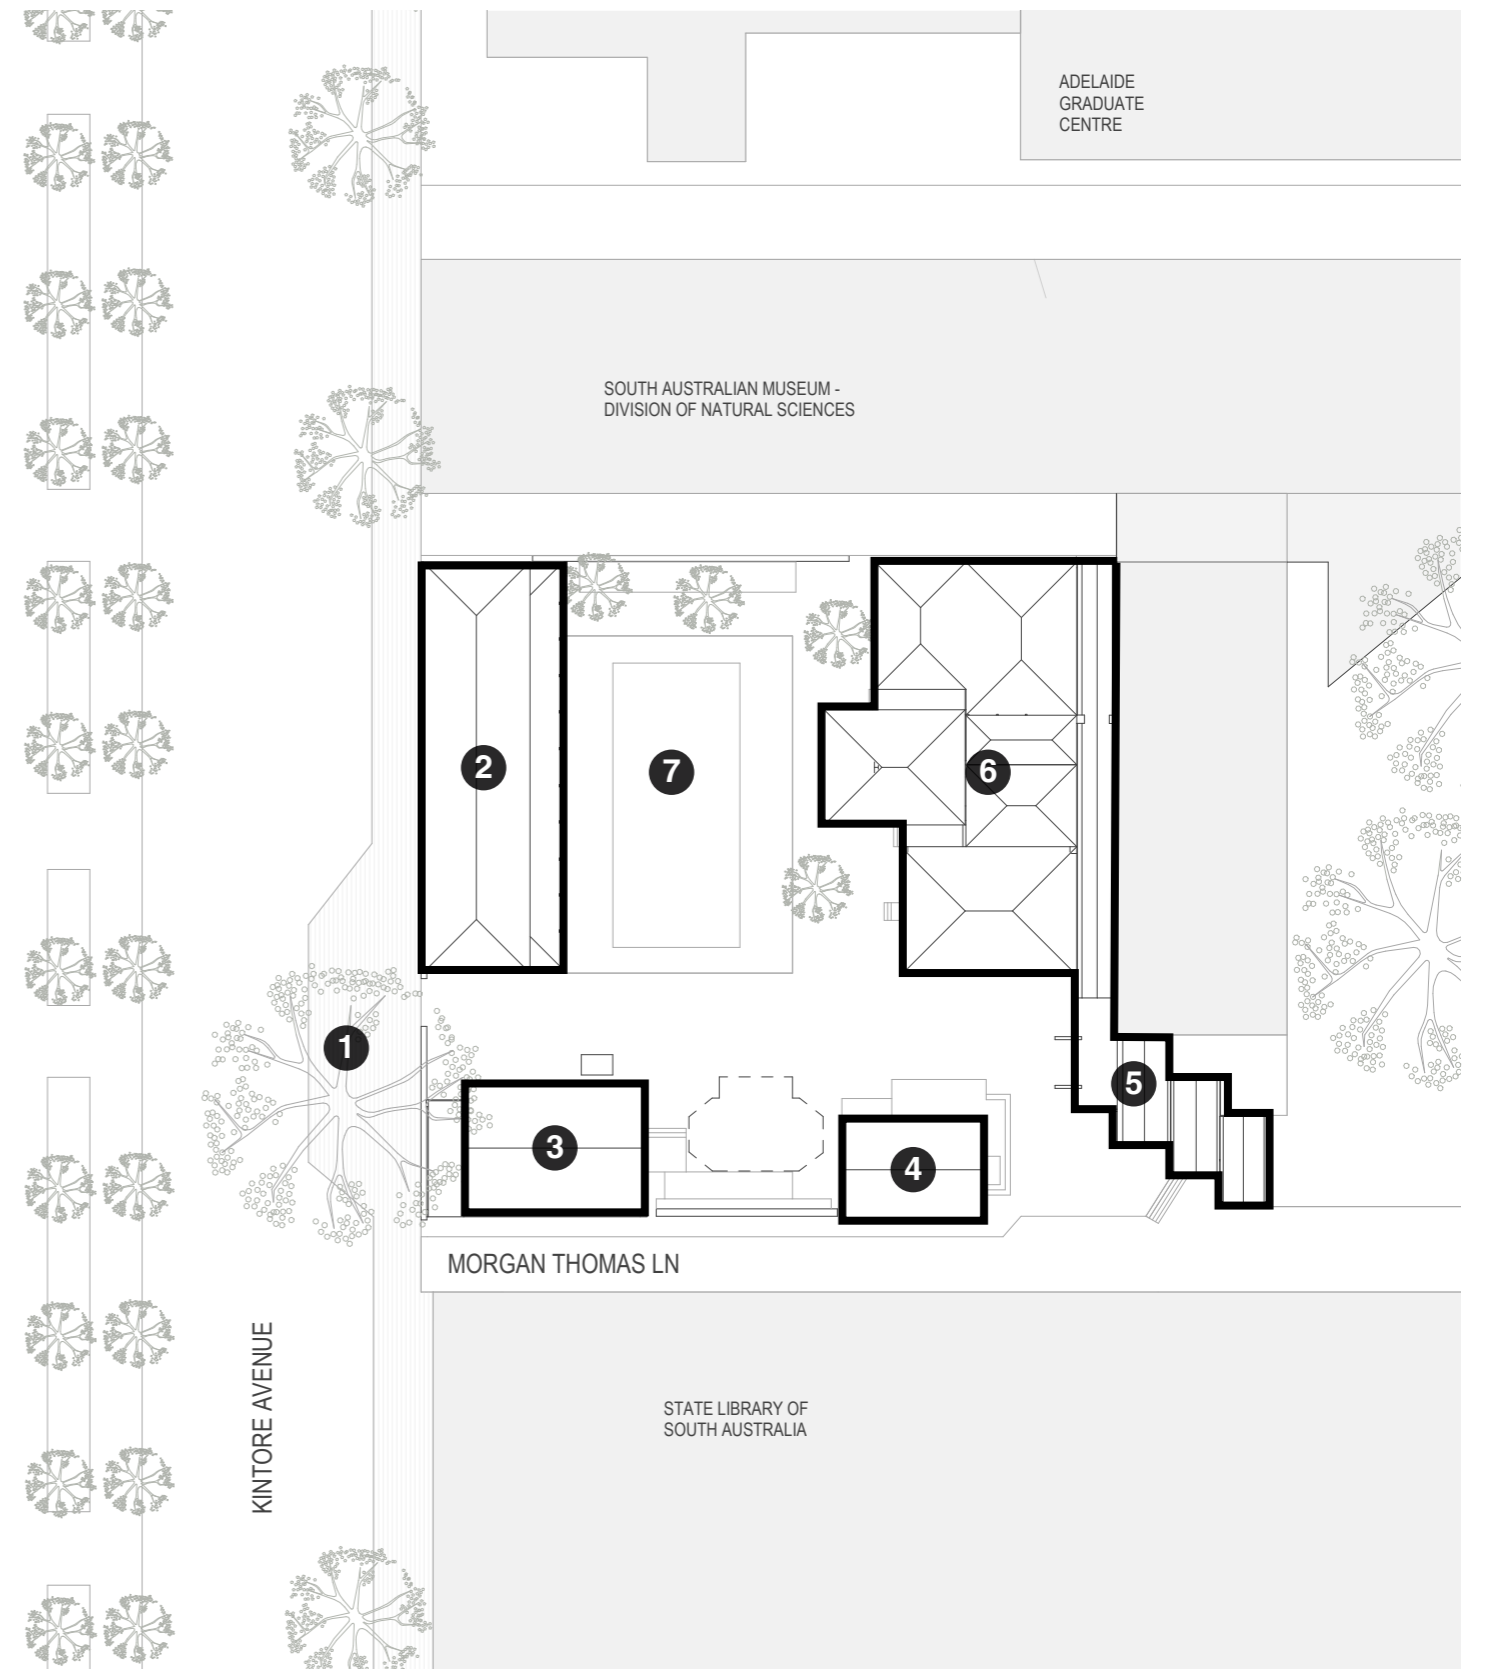 ADELAIDE
GRADUATE
CENTRE
SOUTH AUSTRALIAN MUSEUM -
DIVISION OF NATURAL SCIENCES
2
7
6
1
5
3
4
MORGAN THOMAS LN
KINTORE AVENUE
STATE LIBRARY OF
SOUTH AUSTRALIA